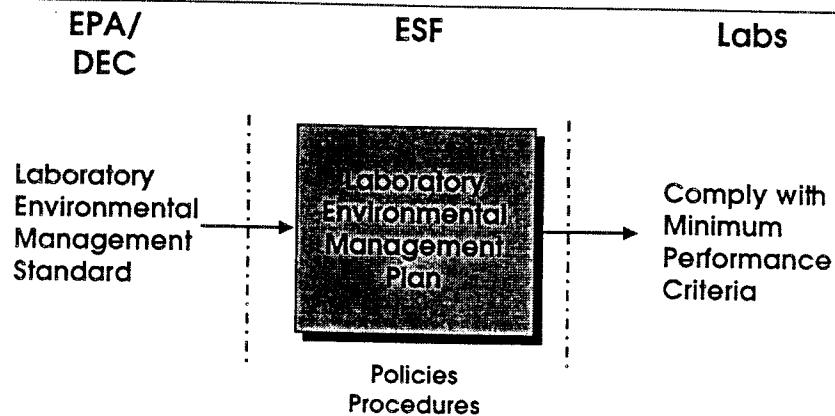 EPA/
DEC
ESF
Labs
Laboratory
Environmental
Management
Standard
Laboratory
Environmental
Management
Plan
Comply with
Minimum
Performance
Criteria
Policies
Procedures